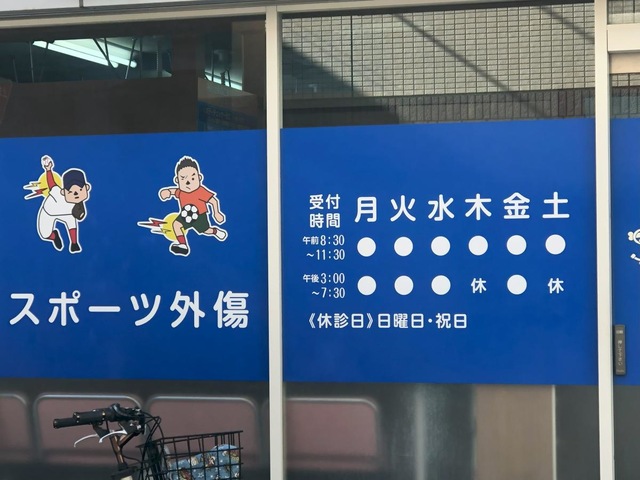 スポーツ外傷
受付時間 月 火 水 木 金 土
午前8:30～11:30 ● ● ● ● ● ●
午後3:00～7:30 ● ● ● 休 ● 休
《休診日》日曜日・祝日